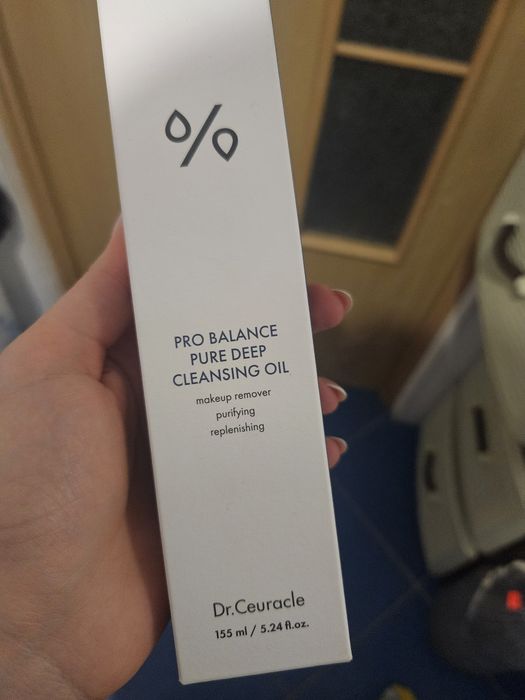 %
PRO BALANCE
PURE DEEP
CLEANSING OIL
makeup remover
purifying
replenishing
Dr.Ceuracle
155 ml / 5.24 fl.oz.